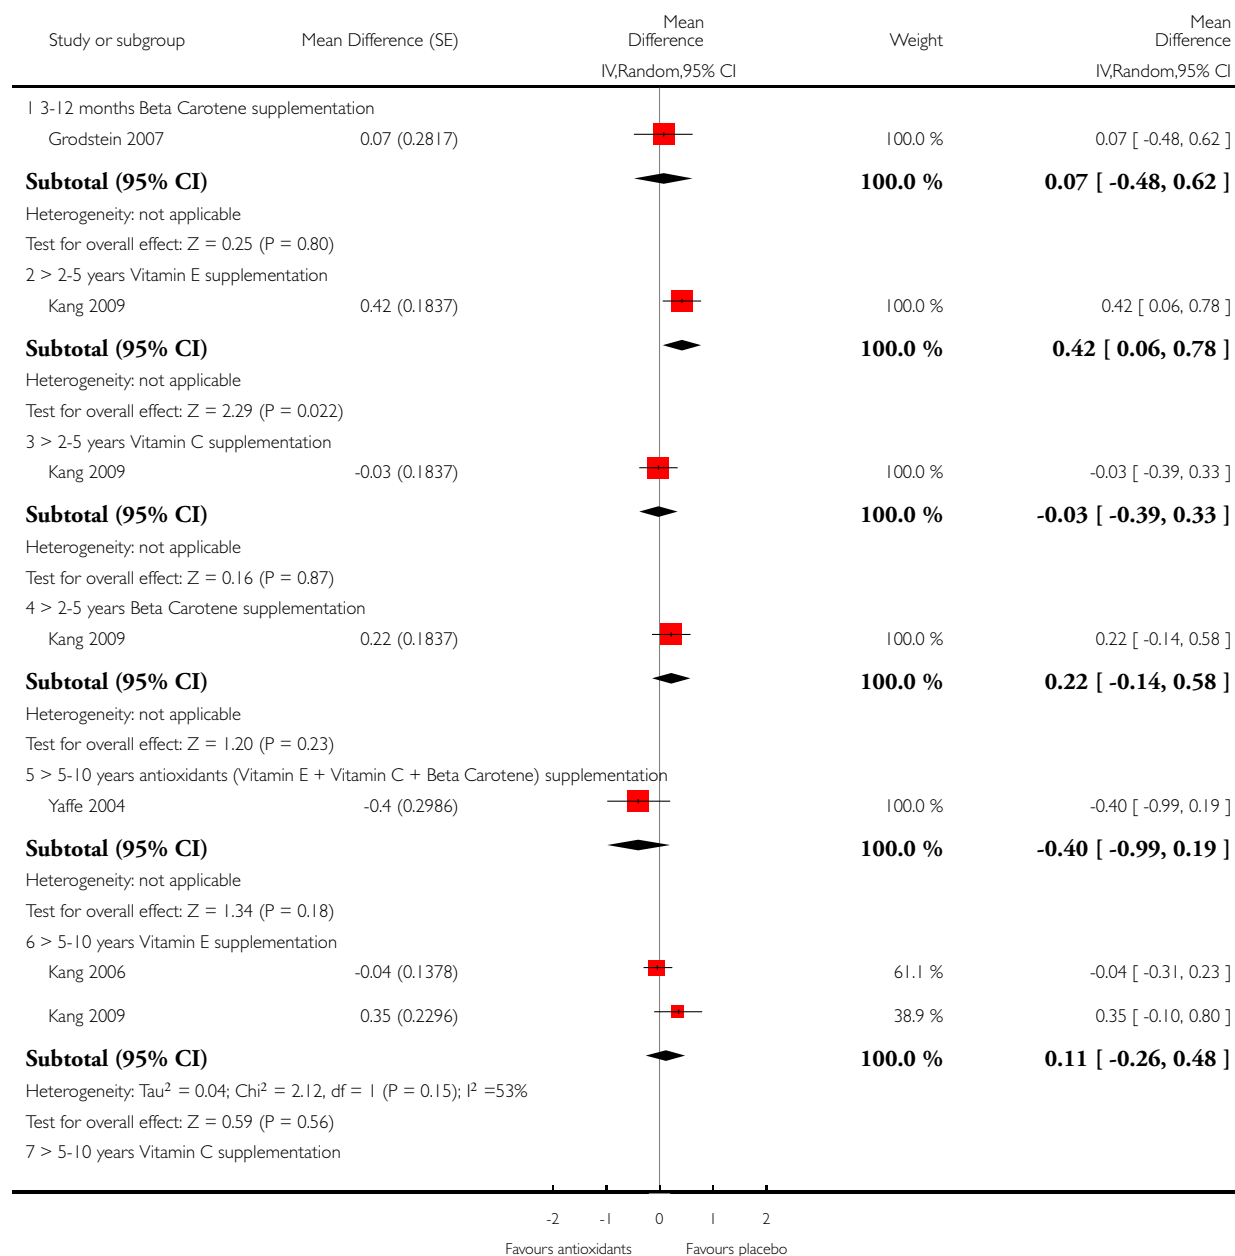 Mean Mean
Study or subgroup Mean Difference (SE) Difference Weight Difference
IV,Random,95% CI IV,Random,95% CI
1 3-12 months Beta Carotene supplementation
Grodstein 2007 0.07 (0.2817) 100.0 % 0.07 [ -0.48, 0.62 ]
Subtotal (95% CI) 100.0 % 0.07 [ -0.48, 0.62 ]
Heterogeneity: not applicable
Test for overall effect: Z = 0.25 (P = 0.80)
2 > 2-5 years Vitamin E supplementation
Kang 2009 0.42 (0.1837) 100.0 % 0.42 [ 0.06, 0.78 ]
Subtotal (95% CI) 100.0 % 0.42 [ 0.06, 0.78 ]
Heterogeneity: not applicable
Test for overall effect: Z = 2.29 (P = 0.022)
3 > 2-5 years Vitamin C supplementation
Kang 2009 -0.03 (0.1837) 100.0 % -0.03 [ -0.39, 0.33 ]
Subtotal (95% CI) 100.0 % -0.03 [ -0.39, 0.33 ]
Heterogeneity: not applicable
Test for overall effect: Z = 0.16 (P = 0.87)
4 > 2-5 years Beta Carotene supplementation
Kang 2009 0.22 (0.1837) 100.0 % 0.22 [ -0.14, 0.58 ]
Subtotal (95% CI) 100.0 % 0.22 [ -0.14, 0.58 ]
Heterogeneity: not applicable
Test for overall effect: Z = 1.20 (P = 0.23)
5 > 5-10 years antioxidants (Vitamin E + Vitamin C + Beta Carotene) supplementation
Yaffe 2004 -0.4 (0.2986) 100.0 % -0.40 [ -0.99, 0.19 ]
Subtotal (95% CI) 100.0 % -0.40 [ -0.99, 0.19 ]
Heterogeneity: not applicable
Test for overall effect: Z = 1.34 (P = 0.18)
6 > 5-10 years Vitamin E supplementation
Kang 2006 -0.04 (0.1378) 61.1 % -0.04 [ -0.31, 0.23 ]
Kang 2009 0.35 (0.2296) 38.9 % 0.35 [ -0.10, 0.80 ]
Subtotal (95% CI) 100.0 % 0.11 [ -0.26, 0.48 ]
Heterogeneity: Tau² = 0.04; Chi² = 2.12, df = 1 (P = 0.15); I² =53%
Test for overall effect: Z = 0.59 (P = 0.56)
7 > 5-10 years Vitamin C supplementation
-2 -1 0 1 2
Favours antioxidants Favours placebo